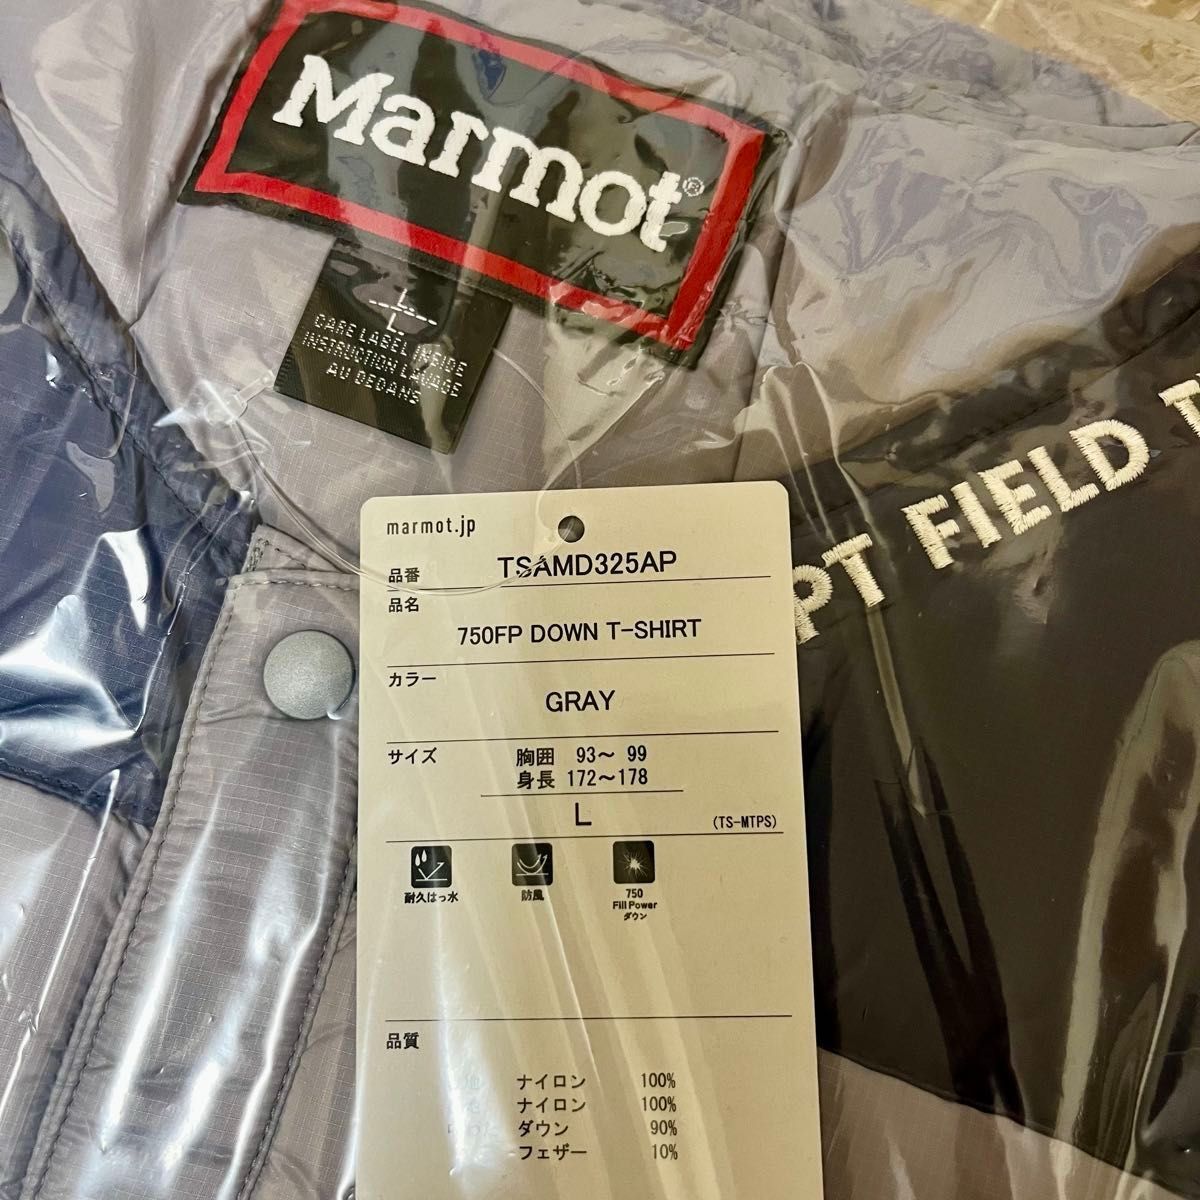 Marmot®
L
L
CARE LABEL INSIDE
INSTRUCTION LAVAGE
AU DEDANS
PT FIELD
marmot.jp
品番 TSAMD325AP
品名
750FP DOWN T-SHIRT
カラー
GRAY
サイズ 胸囲 93〜 99
身長 172〜178
L (TS-MTPS)
耐久はっ水
防風
750
Fill Power
ダウン
品質
ナイロン 100%
ナイロン 100%
ダウン 90%
フェザー 10%